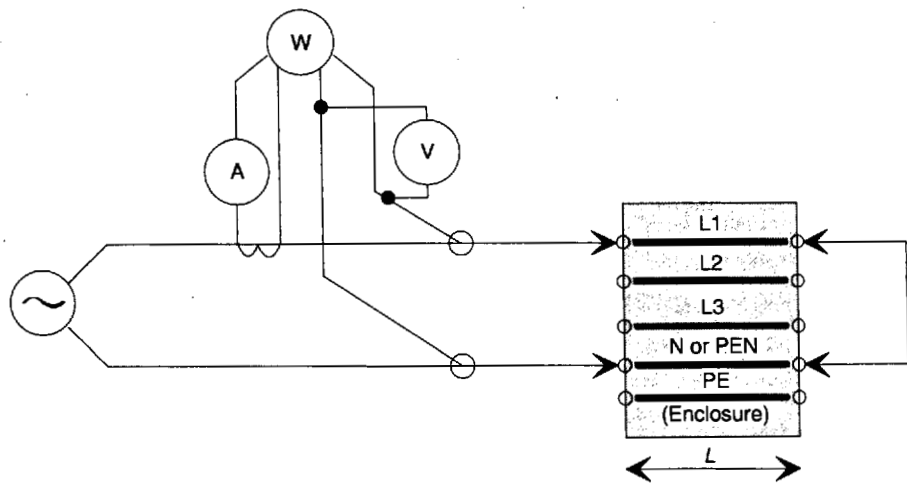 W
A
V
L1
L2
L3
N or PEN
PE
(Enclosure)
L